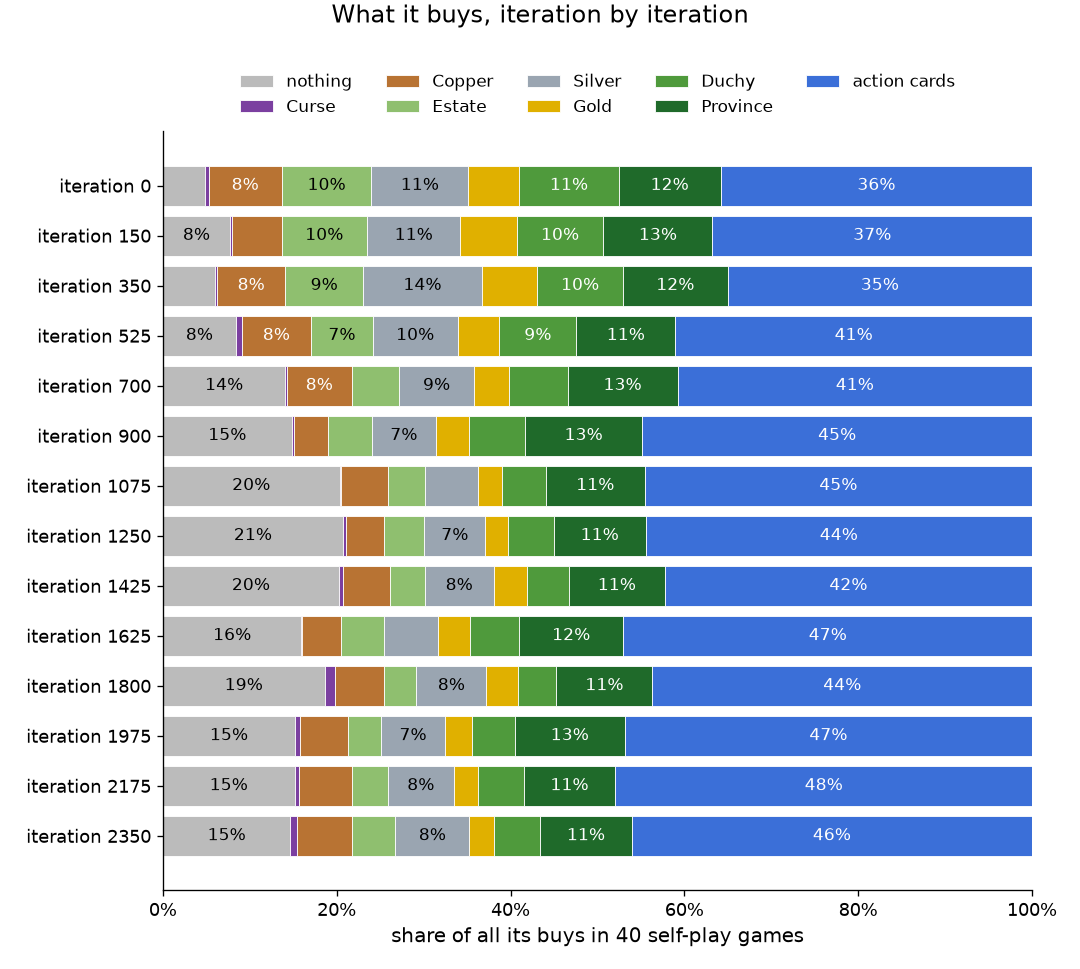 What it buys, iteration by iteration
nothing Copper Silver Duchy action cards
Curse Estate Gold Province
iteration 0 8% 10% 11% 11% 12% 36%
iteration 150 8% 10% 11% 10% 13% 37%
iteration 350 8% 9% 14% 10% 12% 35%
iteration 525 8% 8% 7% 10% 9% 11% 41%
iteration 700 14% 8% 9% 13% 41%
iteration 900 15% 7% 13% 45%
iteration 1075 20% 11% 45%
iteration 1250 21% 7% 11% 44%
iteration 1425 20% 8% 11% 42%
iteration 1625 16% 12% 47%
iteration 1800 19% 8% 11% 44%
iteration 1975 15% 7% 13% 47%
iteration 2175 15% 8% 11% 48%
iteration 2350 15% 8% 11% 46%
0% 20% 40% 60% 80% 100%
share of all its buys in 40 self-play games